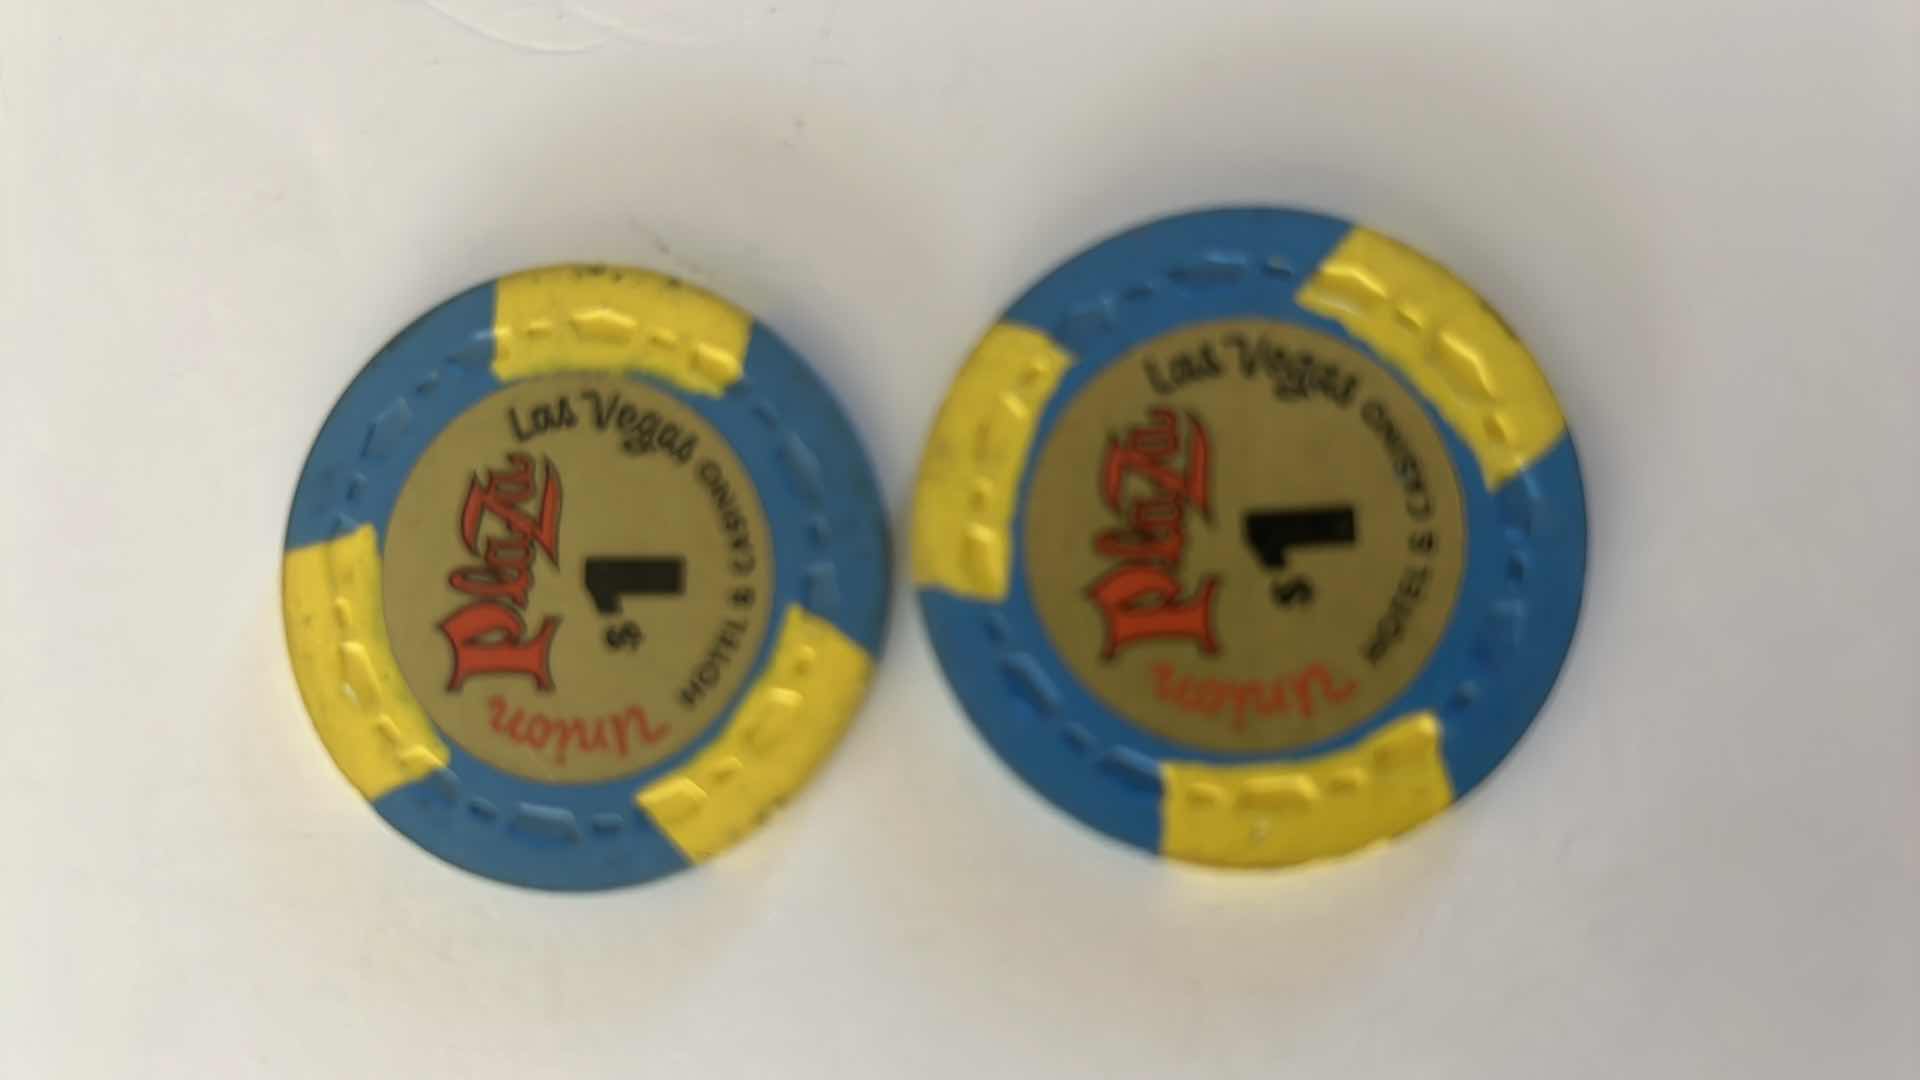 Union
Plaza
Las Vegas
$1
HOTEL & CASINO
Union
Plaza
Las Vegas
$1
HOTEL & CASINO